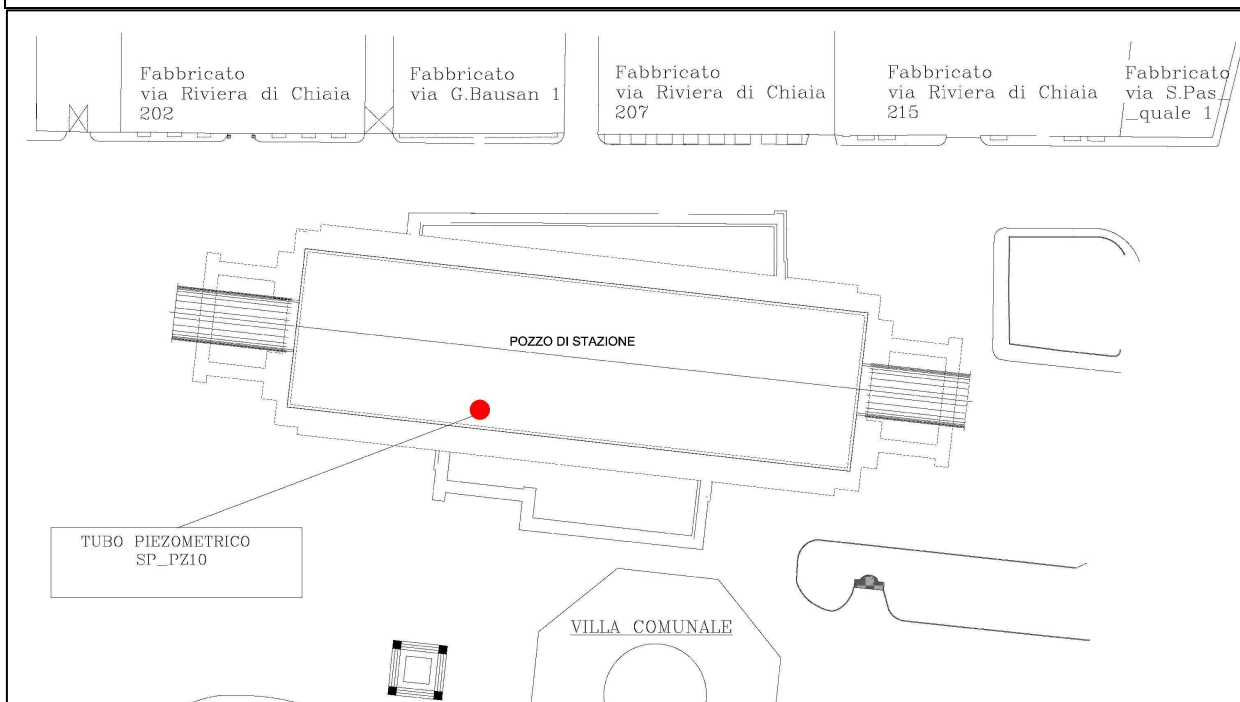 Fabbricato
via Riviera di Chiaia
202
Fabbricato
via G.Bausan 1
Fabbricato
via Riviera di Chiaia
207
Fabbricato
via Riviera di Chiaia
215
Fabbricato
via S.Pas_
_quale 1
POZZO DI STAZIONE
TUBO PIEZOMETRICO
SP_PZ10
VILLA COMUNALE